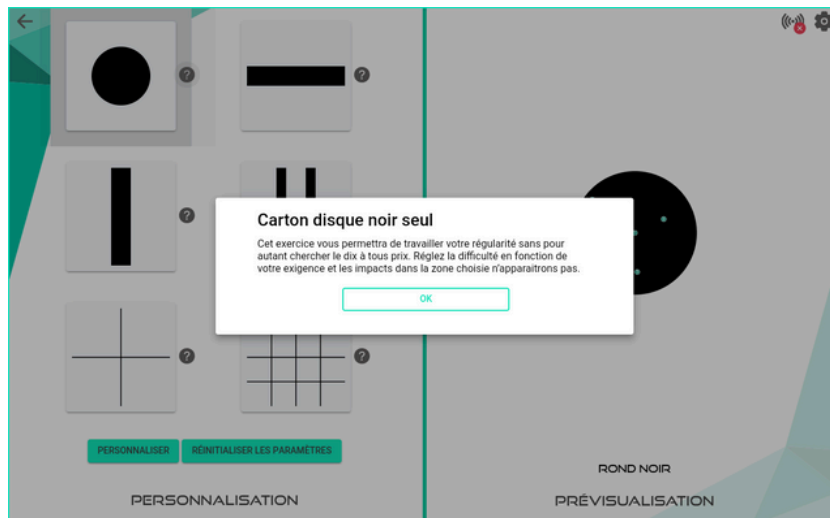 Carton disque noir seul
Cet exercice vous permettra de travailler votre régularité sans pour
autant chercher le dix à tous prix. Réglez la difficulté en fonction de
votre exigence et les impacts dans la zone choisie n'apparaitrons pas.
OK
PERSONNALISER
RÉINITIALISER LES PARAMÈTRES
PERSONNALISATION
ROND NOIR
PRÉVISUALISATION